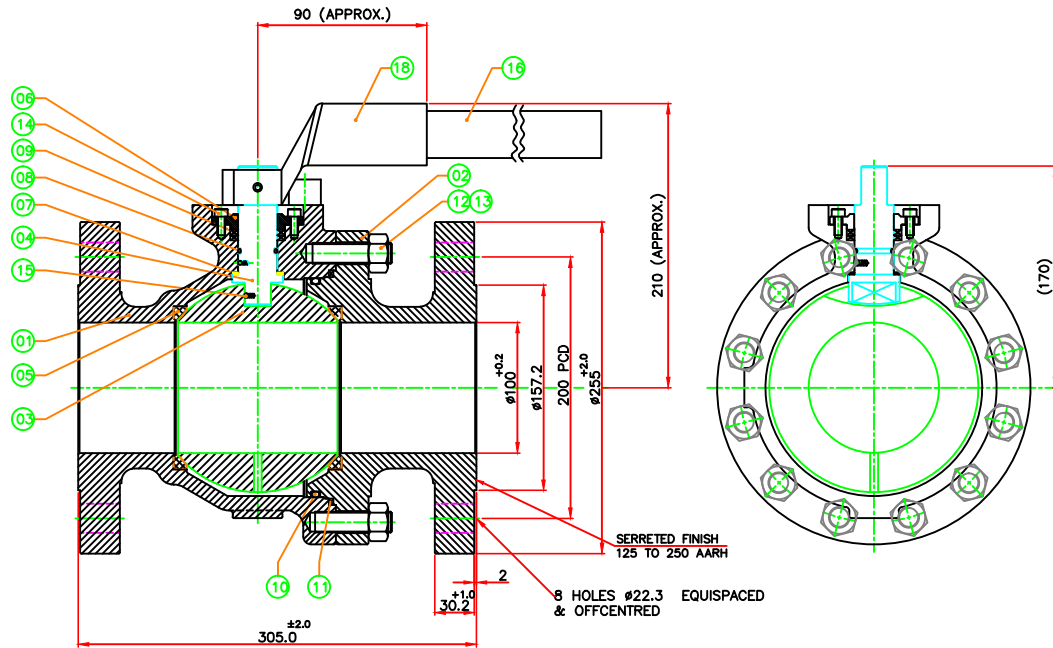 90 (APPROX.)
18
16
06
14
09
08
07
04
15
01
05
03
02
12 13
210 (APPROX.)
(170)
+0.2
ø100
ø157.2
200 PCD
+2.0
ø255
SERRETED FINISH
125 TO 250 AARH
10
11
2
+1.0
30.2
8 HOLES ø22.3 EQUISPACED
& OFFCENTRED
±2.0
305.0